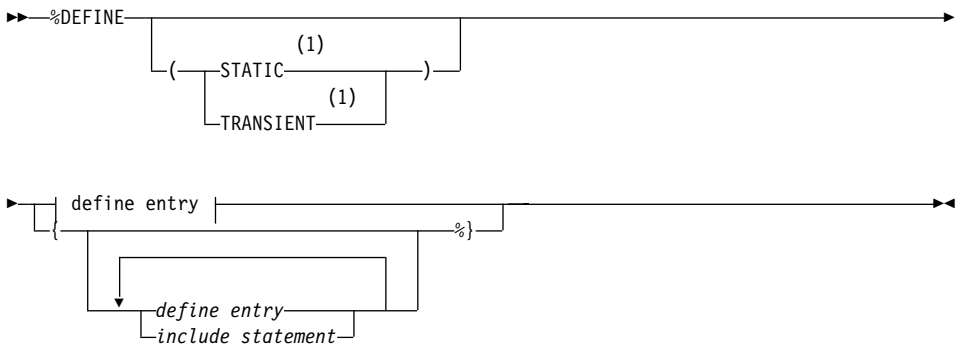 %DEFINE
(1)
( STATIC )
(1)
TRANSIENT
define entry
{ %}
define entry
include statement